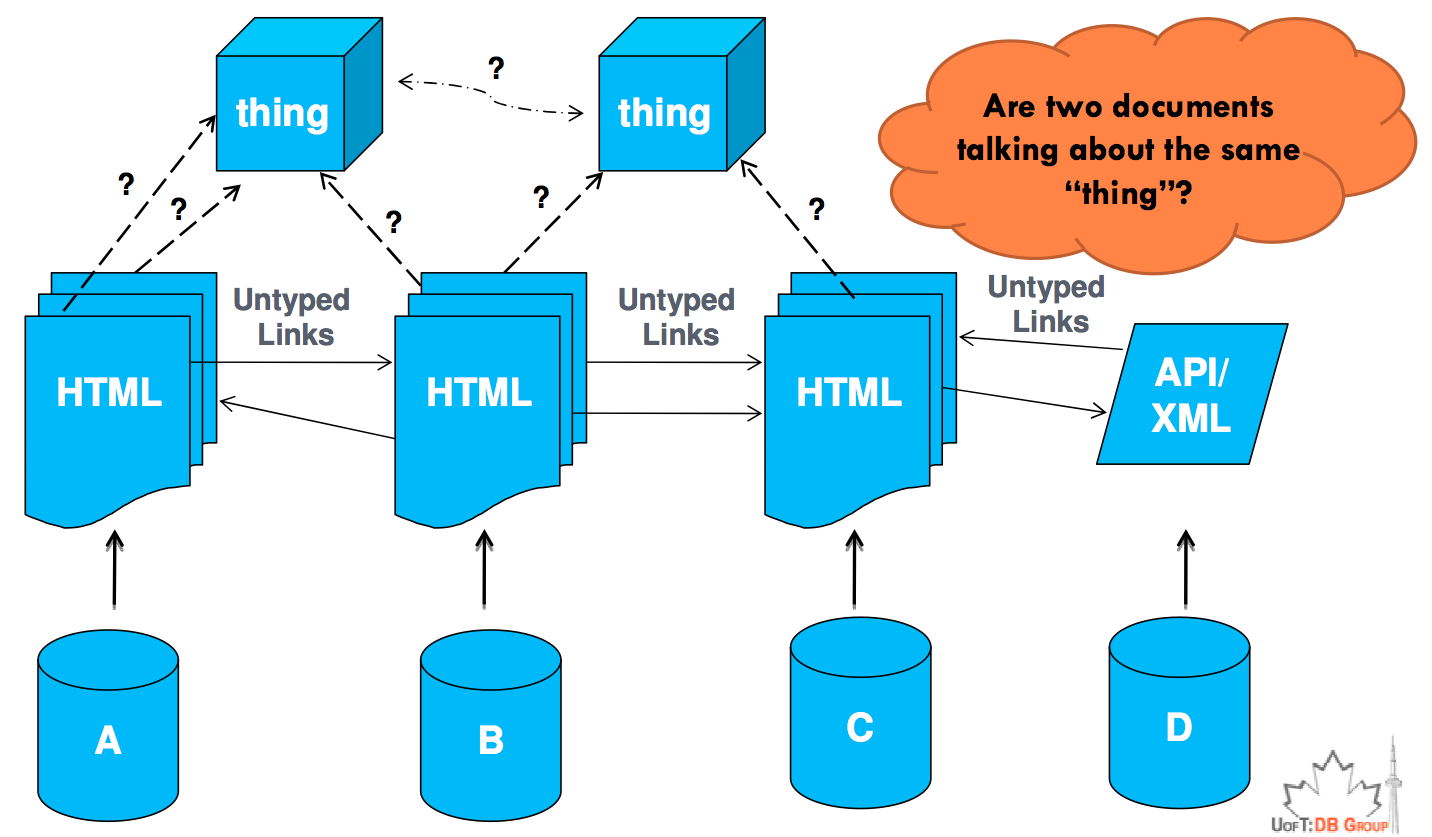 ?
thing
thing
Are two documents
talking about the same
“thing”?
?
?
?
?
?
Untyped
Links
Untyped
Links
Untyped
Links
HTML
HTML
HTML
API/
XML
A
B
C
D
UofT:DB Group